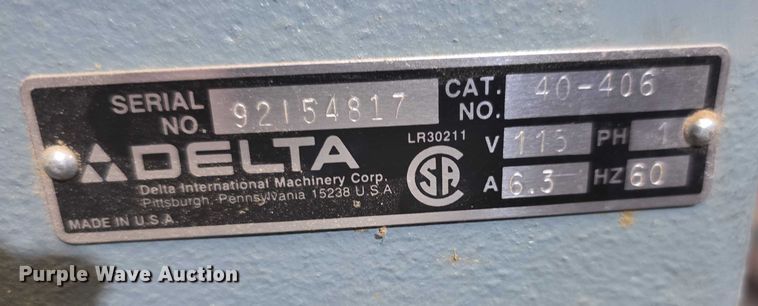 SERIAL NO. 92154817
CAT. NO. 40-406
DELTA
LR30211
V 115 PH 1
SA
A 6.3 HZ 60
Delta International Machinery Corp.
Pittsburgh, Pennsylvania 15238 U.S.A.
MADE IN U.S.A.
Purple Wave Auction